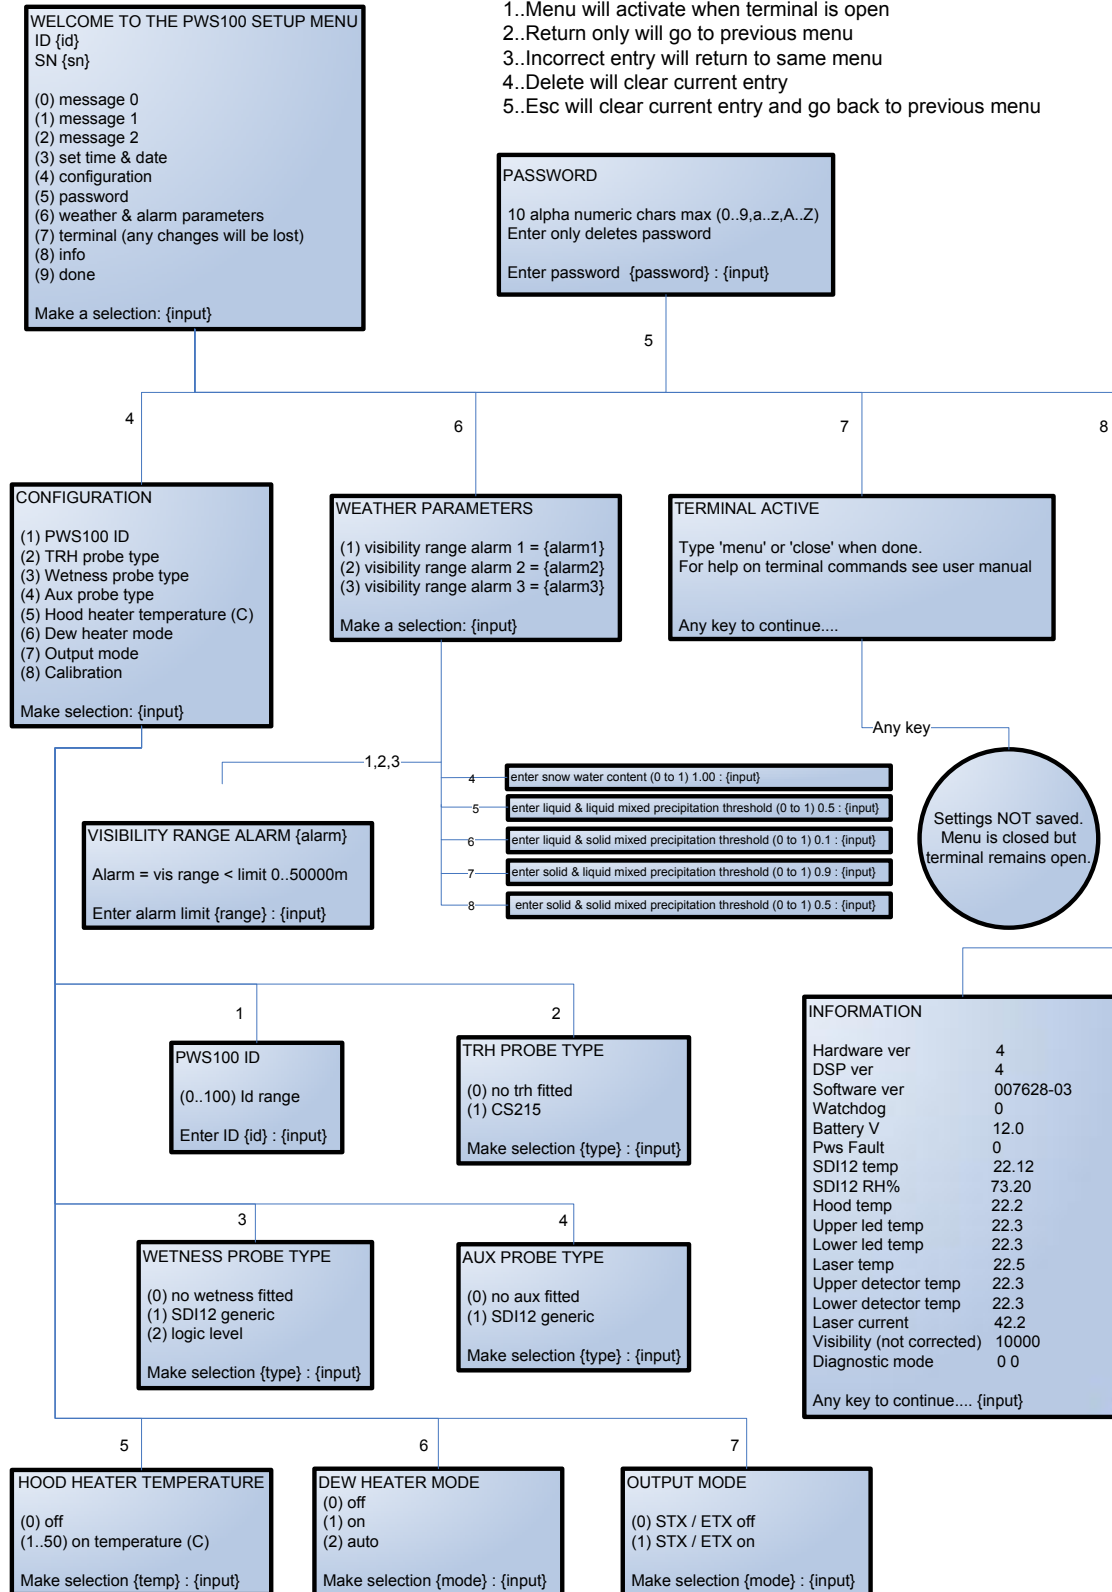 WELCOME TO THE PWS100 SETUP MENU
ID {id}
SN {sn}
(0) message 0
(1) message 1
(2) message 2
(3) set time & date
(4) configuration
(5) password
(6) weather & alarm parameters
(7) terminal (any changes will be lost)
(8) info
(9) done
Make a selection: {input}
1..Menu will activate when terminal is open
2..Return only will go to previous menu
3..Incorrect entry will return to same menu
4..Delete will clear current entry
5..Esc will clear current entry and go back to previous menu
PASSWORD
10 alpha numeric chars max (0..9,a..z,A..Z)
Enter only deletes password
Enter password {password} : {input}
5
4
6
7
8
CONFIGURATION
(1) PWS100 ID
(2) TRH probe type
(3) Wetness probe type
(4) Aux probe type
(5) Hood heater temperature (C)
(6) Dew heater mode
(7) Output mode
(8) Calibration
Make selection: {input}
WEATHER PARAMETERS
(1) visibility range alarm 1 = {alarm1}
(2) visibility range alarm 2 = {alarm2}
(3) visibility range alarm 3 = {alarm3}
Make a selection: {input}
TERMINAL ACTIVE
Type 'menu' or 'close' when done.
For help on terminal commands see user manual
Any key to continue....
Any key
Settings NOT saved.
Menu is closed but
terminal remains open.
1,2,3
VISIBILITY RANGE ALARM {alarm}
Alarm = vis range < limit 0..50000m
Enter alarm limit {range} : {input}
4
enter snow water content (0 to 1) 1.00 : {input}
5
enter liquid & liquid mixed precipitation threshold (0 to 1) 0.5 : {input}
6
enter liquid & solid mixed precipitation threshold (0 to 1) 0.1 : {input}
7
enter solid & liquid mixed precipitation threshold (0 to 1) 0.9 : {input}
8
enter solid & solid mixed precipitation threshold (0 to 1) 0.5 : {input}
1
PWS100 ID
(0..100) Id range
Enter ID {id} : {input}
2
TRH PROBE TYPE
(0) no trh fitted
(1) CS215
Make selection {type} : {input}
INFORMATION
Hardware ver 4
DSP ver 4
Software ver 007628-03
Watchdog 0
Battery V 12.0
Pws Fault 0
SDI12 temp 22.12
SDI12 RH% 73.20
Hood temp 22.2
Upper led temp 22.3
Lower led temp 22.3
Laser temp 22.5
Upper detector temp 22.3
Lower detector temp 22.3
Laser current 42.2
Visibility (not corrected) 10000
Diagnostic mode 0 0
Any key to continue.... {input}
3
WETNESS PROBE TYPE
(0) no wetness fitted
(1) SDI12 generic
(2) logic level
Make selection {type} : {input}
4
AUX PROBE TYPE
(0) no aux fitted
(1) SDI12 generic
Make selection {type} : {input}
5
HOOD HEATER TEMPERATURE
(0) off
(1..50) on temperature (C)
Make selection {temp} : {input}
6
DEW HEATER MODE
(0) off
(1) on
(2) auto
Make selection {mode} : {input}
7
OUTPUT MODE
(0) STX / ETX off
(1) STX / ETX on
Make selection {mode} : {input}